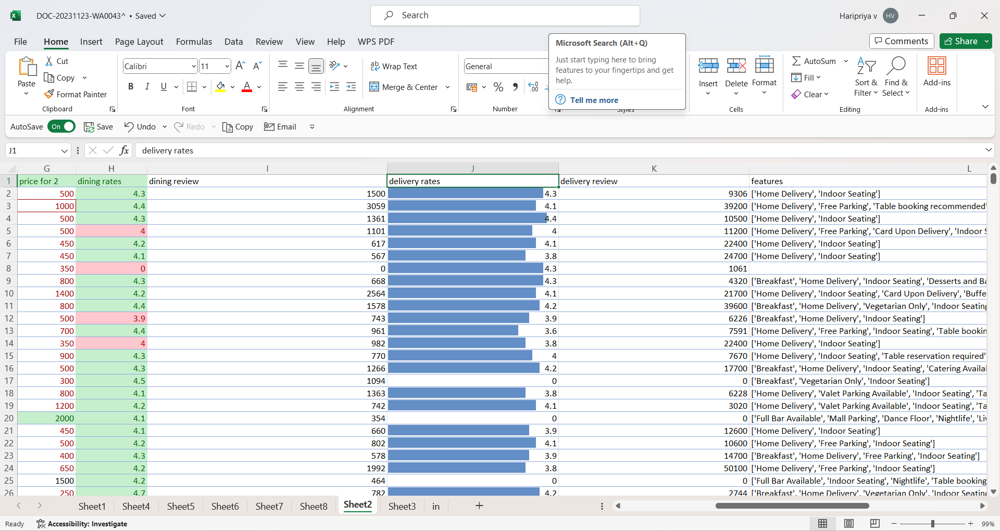 DOC-20231123-WA0043^ • Saved
Search
Haripriya v HV
File Home Insert Page Layout Formulas Data Review View Help WPS PDF
Comments Share
Microsoft Search (Alt+Q)
Just start typing here to bring
features to your fingertips and get
help.
Tell me more
Paste
Cut
Copy
Format Painter
Clipboard
Calibri 11
B I U
Font
Wrap Text
Merge & Center
Alignment
General
Number
Styles
Insert Delete Format
Cells
AutoSum
Fill
Clear
Sort &
Filter
Find &
Select
Editing
Add-ins
Add-ins
AutoSave On Save Undo Redo Copy Email
J1 fx delivery rates
G H I J K L
1 price for 2 dining rates dining review delivery rates delivery review features
2 500 4.3 1500 4.3 9306 ['Home Delivery', 'Indoor Seating']
3 1000 4.4 3059 4.1 39200 ['Home Delivery', 'Free Parking', 'Table booking recommended'
4 500 4.3 1361 4.4 10500 ['Home Delivery', 'Indoor Seating']
5 500 4 1101 4 11200 ['Home Delivery', 'Free Parking', 'Card Upon Delivery', 'Indoor S
6 450 4.2 617 4.1 22400 ['Home Delivery', 'Indoor Seating']
7 450 4.1 567 3.8 24700 ['Home Delivery', 'Indoor Seating']
8 350 0 0 4.3 1061
9 800 4.3 668 4.3 4320 ['Breakfast', 'Home Delivery', 'Indoor Seating', 'Desserts and Ba
10 1400 4.2 2564 4.1 21700 ['Home Delivery', 'Indoor Seating', 'Card Upon Delivery', 'Buffe
11 800 4.4 1578 4.2 39600 ['Breakfast', 'Home Delivery', 'Vegetarian Only', 'Indoor Seating
12 500 3.9 743 3.9 6226 ['Breakfast', 'Home Delivery', 'Indoor Seating']
13 700 4.4 961 3.6 7591 ['Home Delivery', 'Free Parking', 'Indoor Seating', 'Table bookin
14 350 4 982 3.8 22400 ['Home Delivery', 'Indoor Seating']
15 900 4.3 770 4 7670 ['Home Delivery', 'Indoor Seating', 'Table reservation required'
16 500 4.3 1266 4.2 17700 ['Breakfast', 'Home Delivery', 'Indoor Seating', 'Catering Availal
17 300 4.5 1094 0 0 ['Breakfast', 'Vegetarian Only', 'Indoor Seating']
18 800 4.1 1363 3.8 6228 ['Home Delivery', 'Valet Parking Available', 'Indoor Seating', 'Ta
19 1200 4.2 742 4.1 3020 ['Home Delivery', 'Valet Parking Available', 'Indoor Seating', 'Ta
20 2000 4.1 354 0 0 ['Full Bar Available', 'Mall Parking', 'Dance Floor', 'Nightlife', 'Liv
21 450 4.1 660 3.9 12600 ['Home Delivery', 'Indoor Seating']
22 500 4.2 802 4.1 10600 ['Home Delivery', 'Free Parking', 'Indoor Seating']
23 400 4.3 578 3.9 14700 ['Breakfast', 'Home Delivery', 'Free Parking', 'Indoor Seating']
24 650 4.2 1992 3.8 50100 ['Home Delivery', 'Free Parking', 'Indoor Seating']
25 1500 4.2 464 0 0 ['Full Bar Available', 'Indoor Seating', 'Nightlife', 'Table booking
26 250 4.7 782 4.2 2744 ['Breakfast', 'Home Delivery', 'Vegetarian Only', 'Indoor Seating
Sheet1 Sheet4 Sheet5 Sheet6 Sheet7 Sheet8 Sheet2 Sheet3 in
Ready Accessibility: Investigate 99%